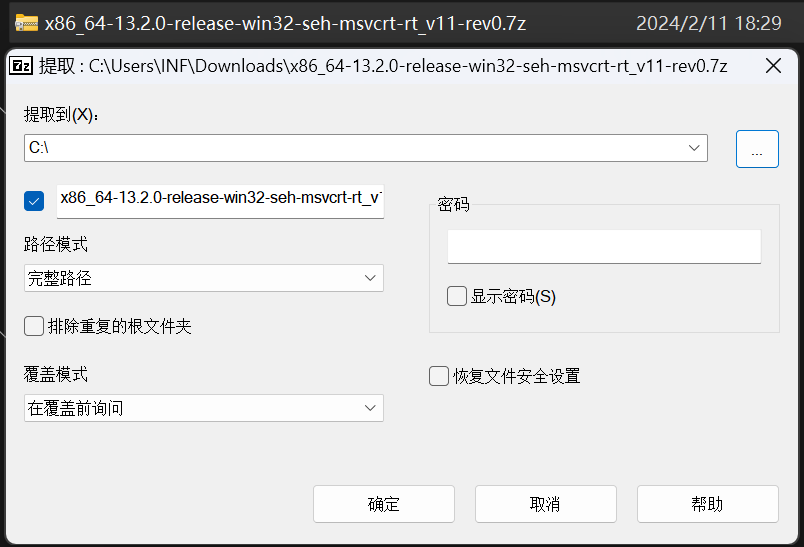 x86_64-13.2.0-release-win32-seh-msvcrt-rt_v11-rev0.7z 2024/2/11 18:29
7z 提取 : C:\Users\INF\Downloads\x86_64-13.2.0-release-win32-seh-msvcrt-rt_v11-rev0.7z
提取到(X):
C:\
...
x86_64-13.2.0-release-win32-seh-msvcrt-rt_v
密码
路径模式
完整路径
显示密码(S)
排除重复的根文件夹
覆盖模式
恢复文件安全设置
在覆盖前询问
确定 取消 帮助